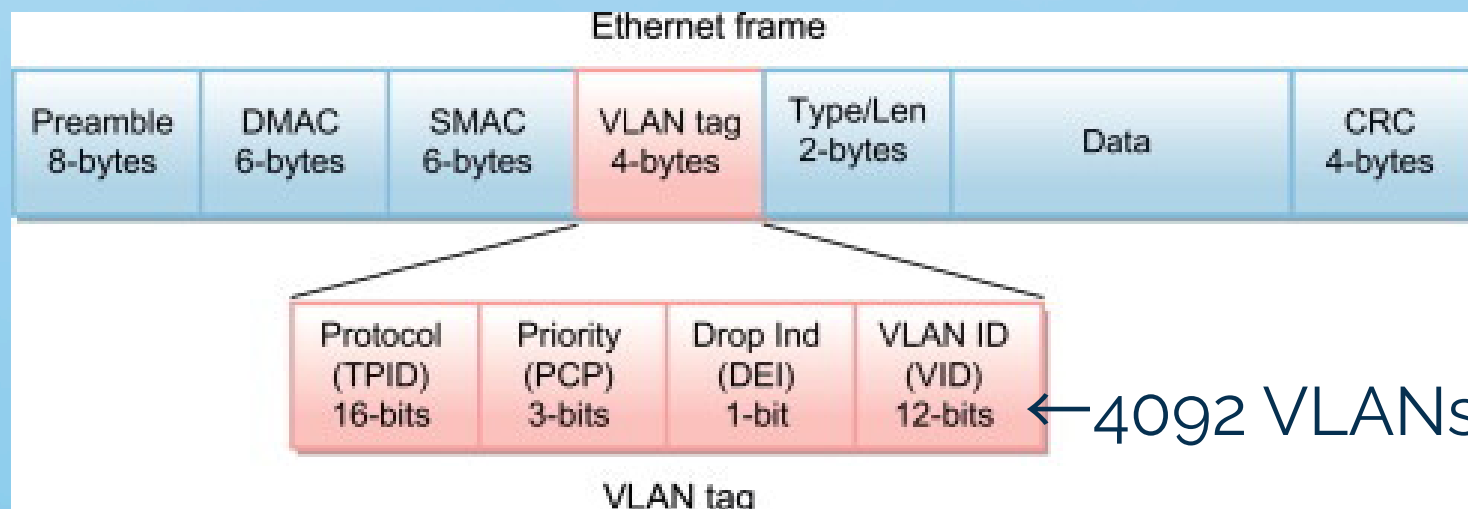 Ethernet frame
Preamble
8-bytes
DMAC
6-bytes
SMAC
6-bytes
VLAN tag
4-bytes
Type/Len
2-bytes
Data
CRC
4-bytes
Protocol
(TPID)
16-bits
Priority
(PCP)
3-bits
Drop Ind
(DEI)
1-bit
VLAN ID
(VID)
12-bits
←4092 VLANs
VLAN tag